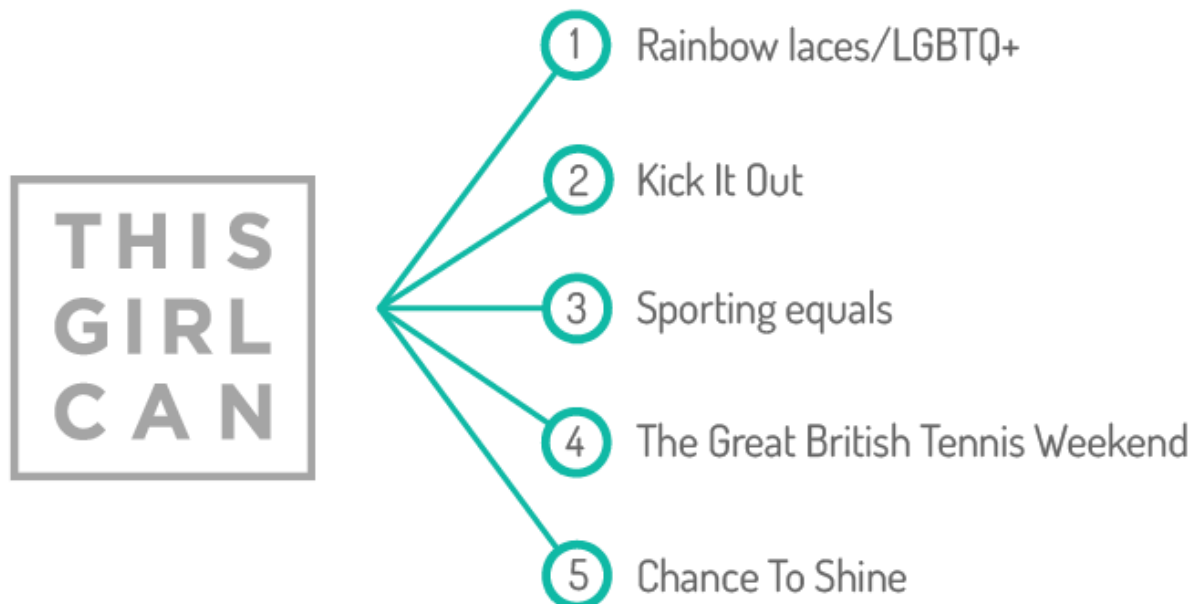 THIS
GIRL
CAN
1 Rainbow laces/LGBTQ+
2 Kick It Out
3 Sporting equals
4 The Great British Tennis Weekend
5 Chance To Shine